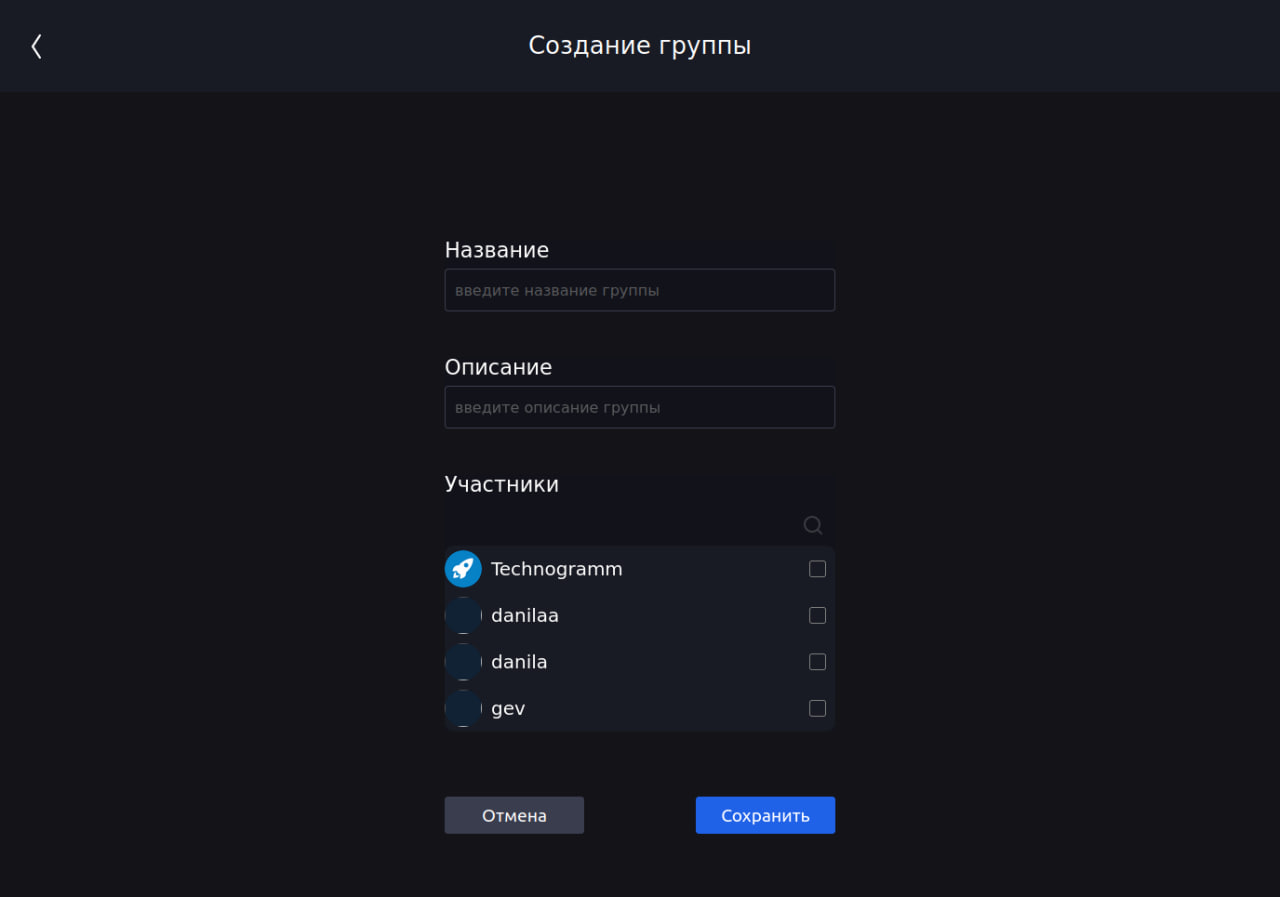 Создание группы
Название
введите название группы
Описание
введите описание группы
Участники
Technogramm
danilaa
danila
gev
Отмена
Сохранить